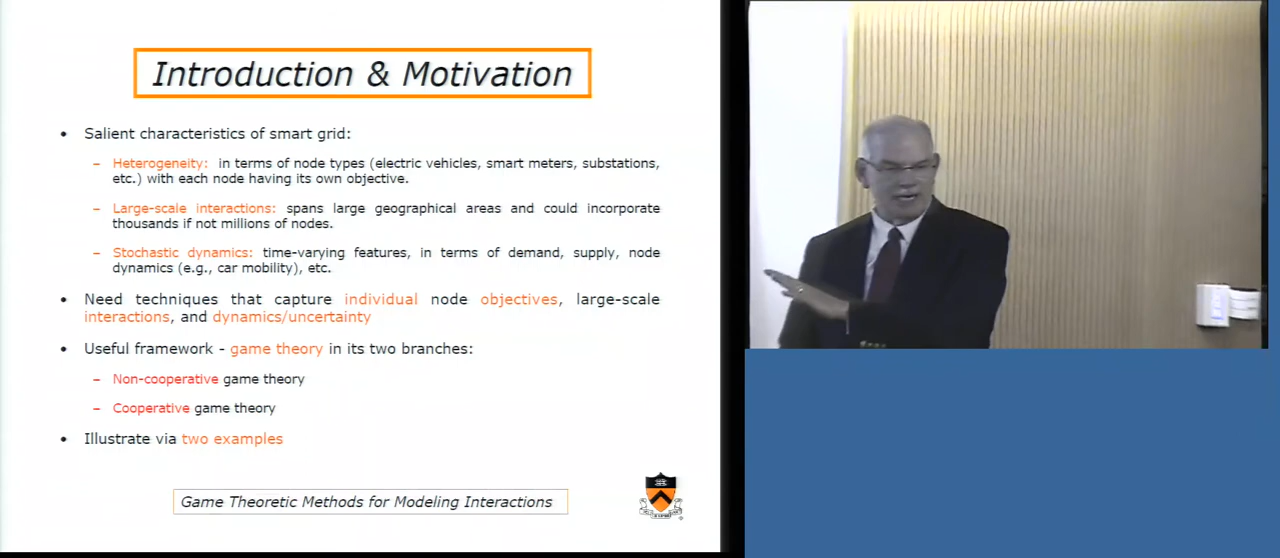 Introduction & Motivation
• Salient characteristics of smart grid:
– Heterogeneity: in terms of node types (electric vehicles, smart meters, substations,
etc.) with each node having its own objective.
– Large-scale interactions: spans large geographical areas and could incorporate
thousands if not millions of nodes.
– Stochastic dynamics: time-varying features, in terms of demand, supply, node
dynamics (e.g., car mobility), etc.
• Need techniques that capture individual node objectives, large-scale
interactions, and dynamics/uncertainty
• Useful framework - game theory in its two branches:
– Non-cooperative game theory
– Cooperative game theory
• Illustrate via two examples
Game Theoretic Methods for Modeling Interactions